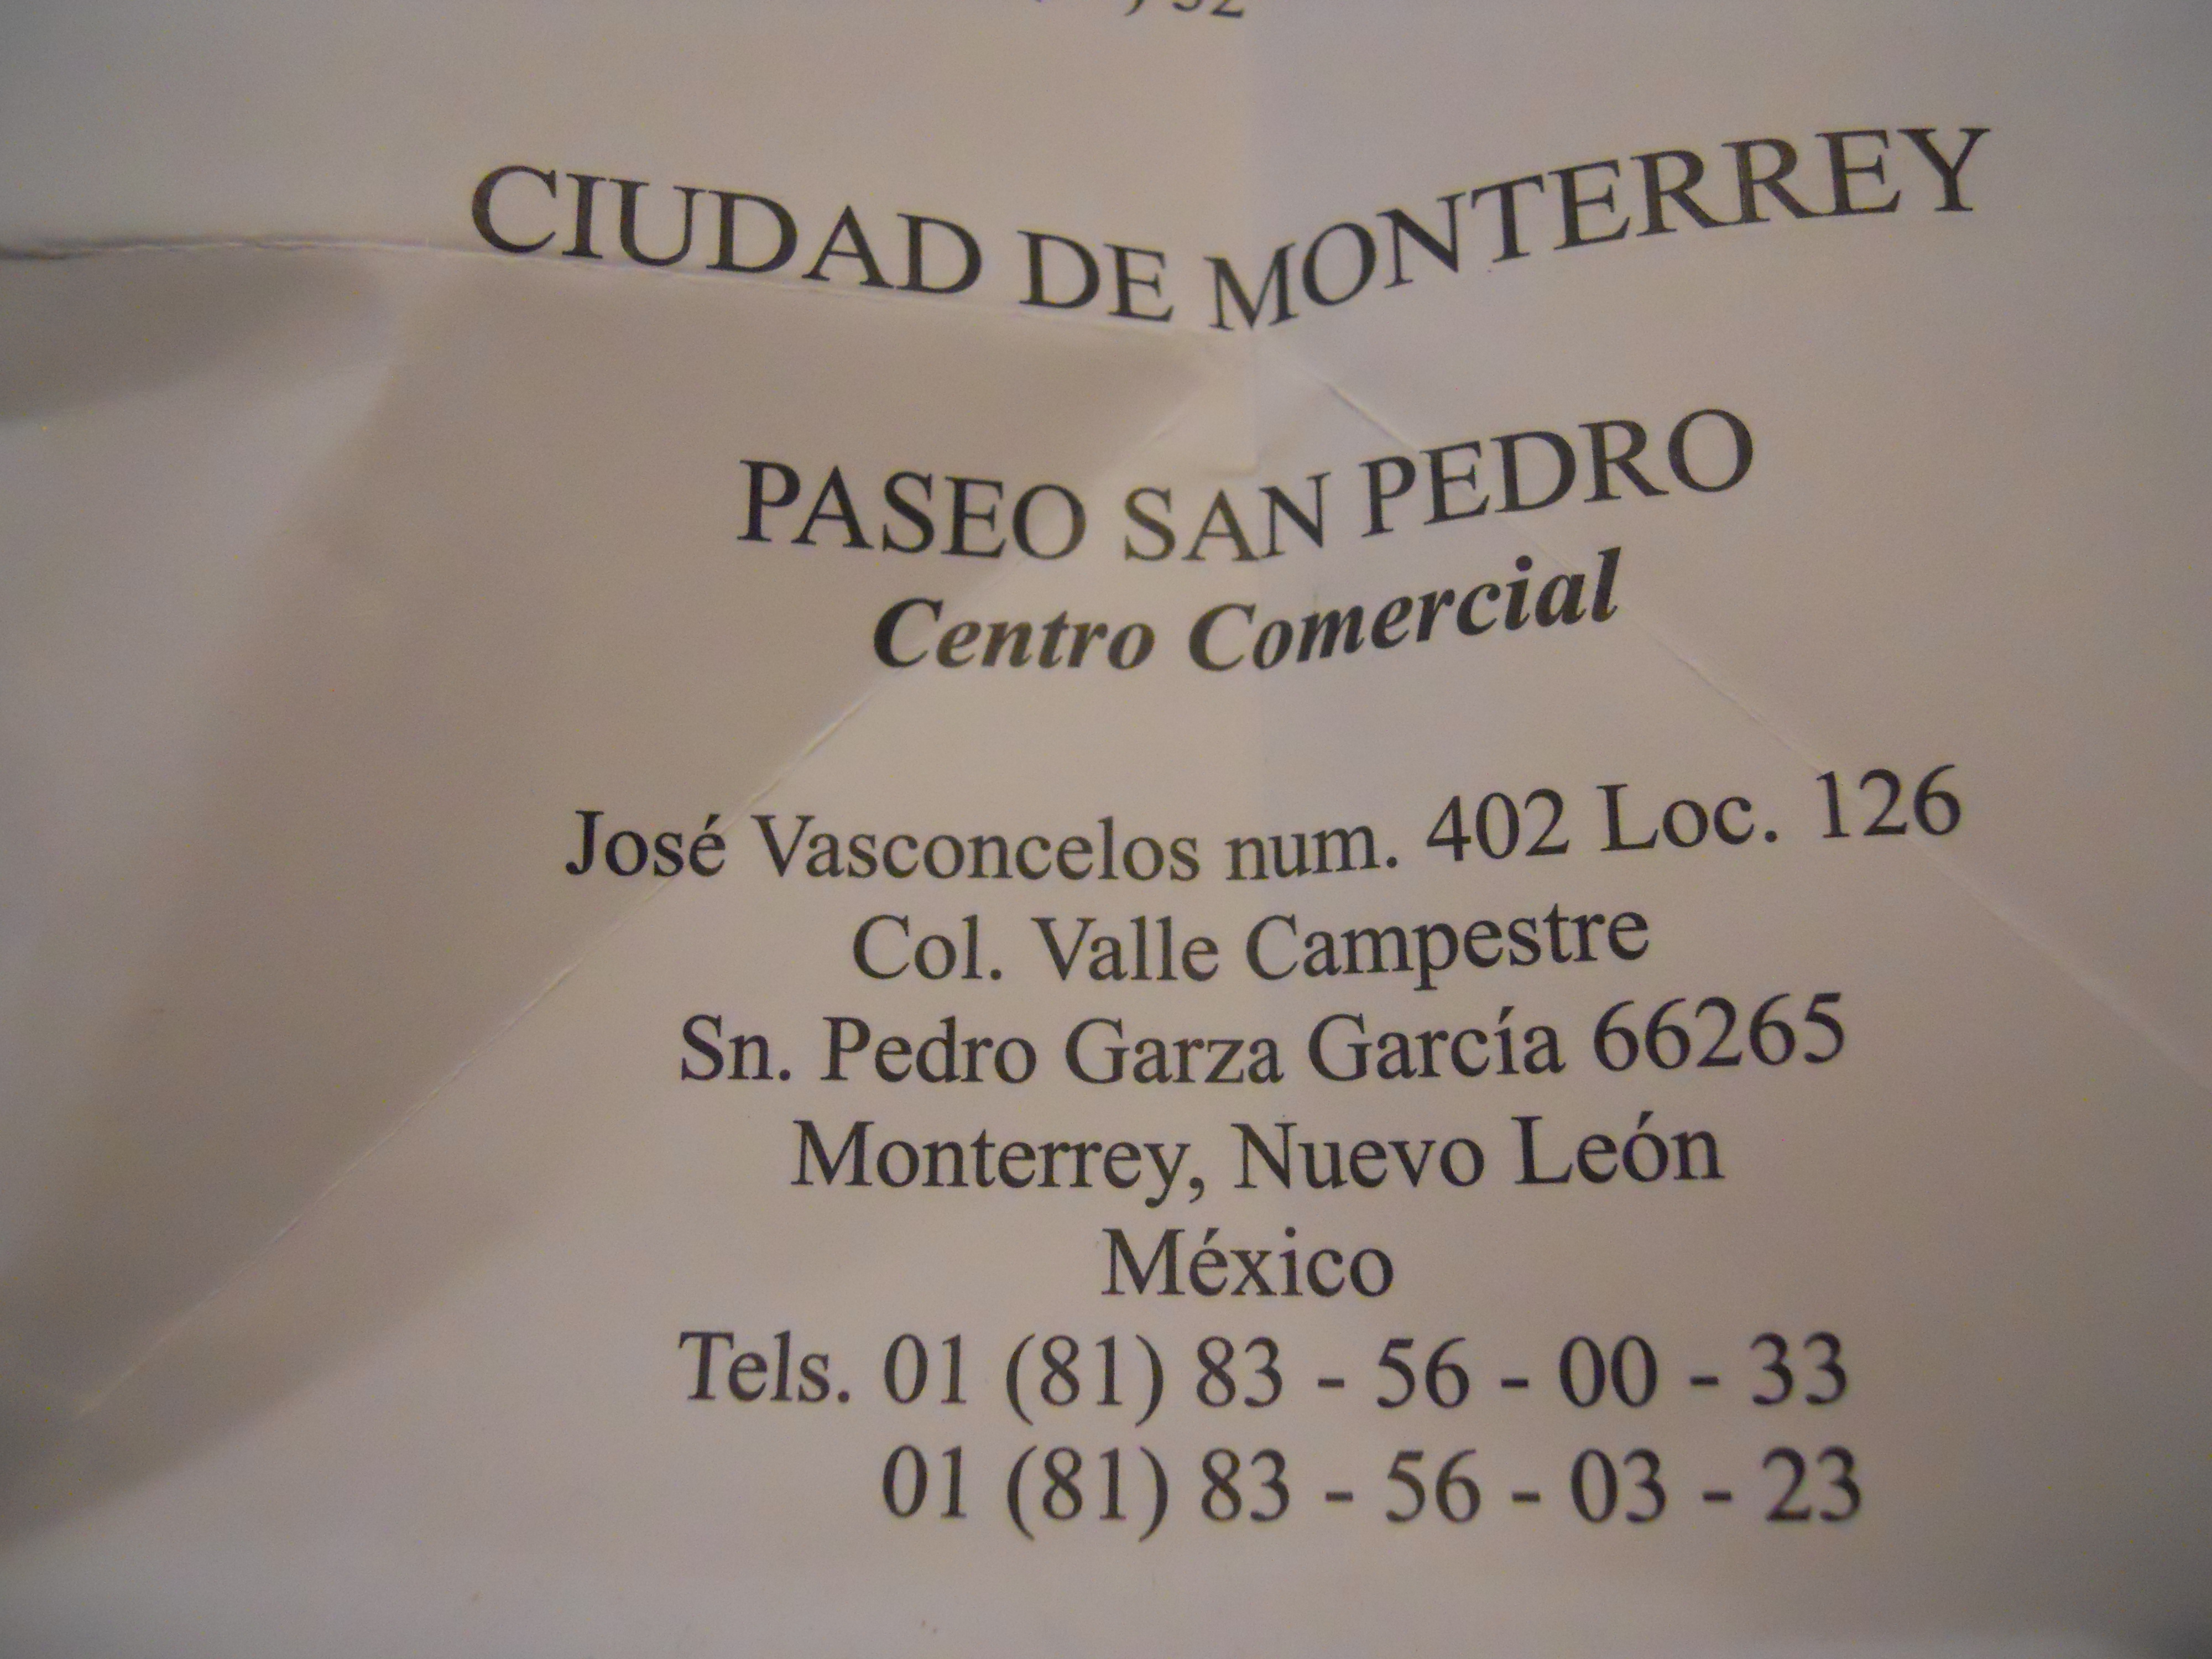 CIUDAD DE MONTERREY
PASEO SAN PEDRO
Centro Comercial
José Vasconcelos num. 402 Loc. 126
Col. Valle Campestre
Sn. Pedro Garza García 66265
Monterrey, Nuevo León
México
Tels. 01 (81) 83 - 56 - 00 - 33
01 (81) 83 - 56 - 03 - 23